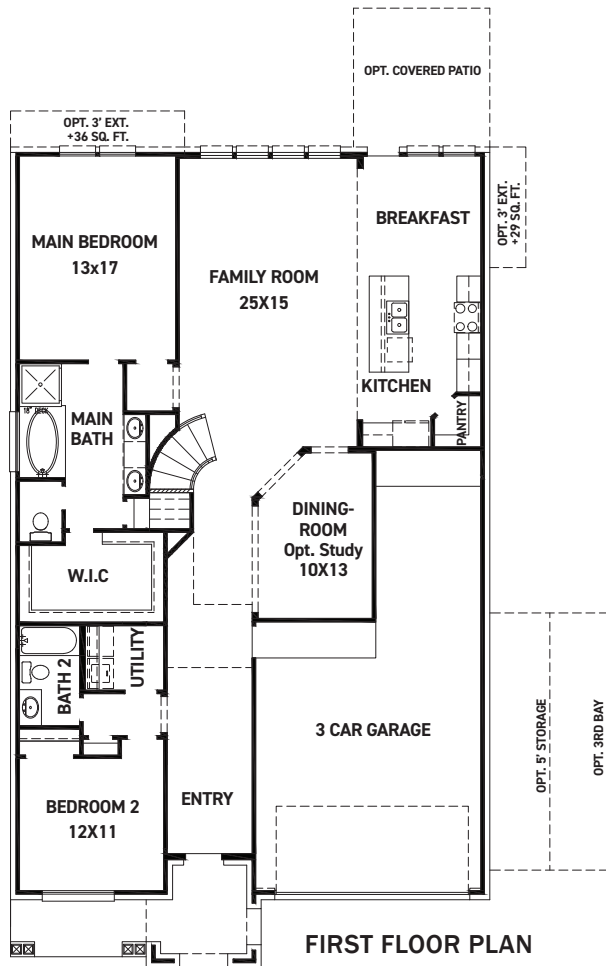 OPT. COVERED PATIO
OPT. 3' EXT.
+36 SQ. FT.
OPT. 3' EXT.
+29 SQ. FT.
BREAKFAST
MAIN BEDROOM
13x17
FAMILY ROOM
25X15
KITCHEN
PANTRY
18" DECK
MAIN
BATH
DINING-
ROOM
Opt. Study
10X13
W.I.C
UTILITY
BATH 2
3 CAR GARAGE
OPT. 5' STORAGE
OPT. 3RD BAY
ENTRY
BEDROOM 2
12X11
FIRST FLOOR PLAN